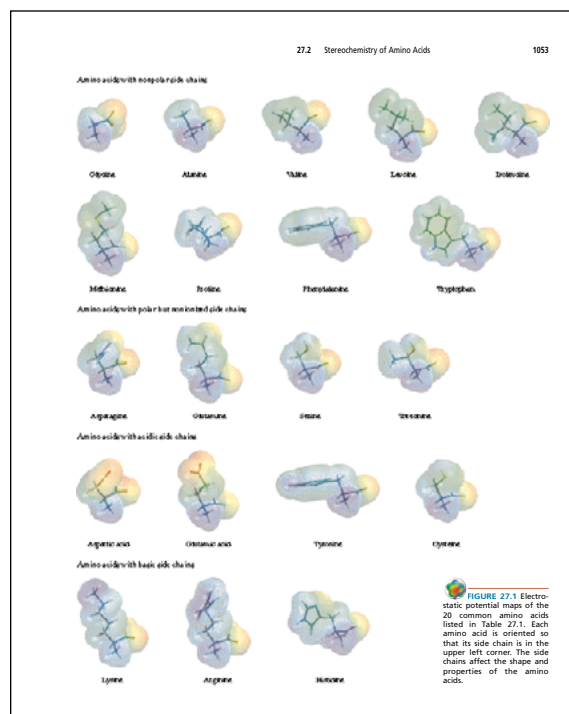 27.2 Stereochemistry of Amino Acids 1053
Amino acids with nonpolar side chains
Glycine Alanine Valine Leucine Isoleucine
Methionine Proline Phenylalanine Tryptophan
Amino acids with polar but nonionized side chains
Asparagine Glutamine Serine Threonine
Amino acids with acidic side chains
Aspartic acid Glutamic acid Tyrosine Cysteine
Amino acids with basic side chains
Lysine Arginine Histidine
FIGURE 27.1 Electro-
static potential maps of the
20 common amino acids
listed in Table 27.1. Each
amino acid is oriented so
that its side chain is in the
upper left corner. The side
chains affect the shape and
properties of the amino
acids.